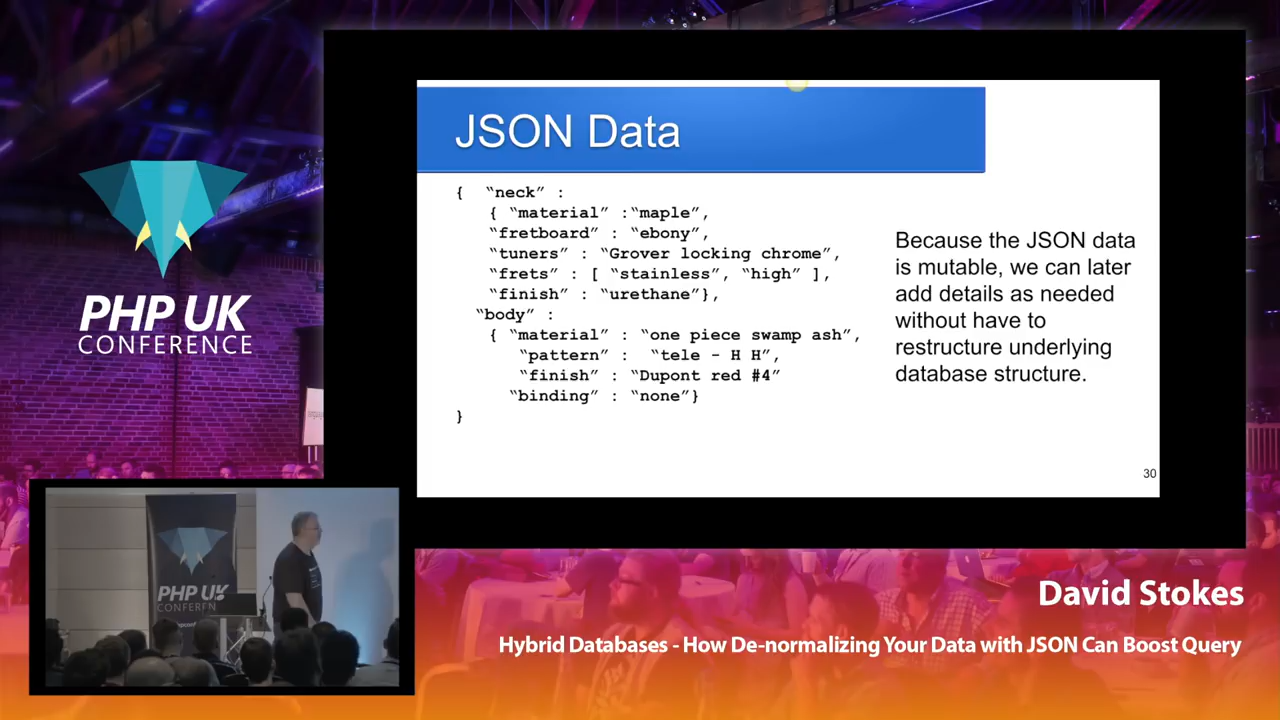 PHP UK
CONFERENCE
JSON Data
{  “neck” :
{ “material” :“maple”,
“fretboard” : “ebony”,
“tuners” : “Grover locking chrome”,
“frets” : [ “stainless”, “high” ],
“finish” : “urethane”},
“body” :
{ “material” : “one piece swamp ash”,
“pattern” :  “tele - H H”,
“finish” : “Dupont red #4”
“binding” : “none”}
}
Because the JSON data
is mutable, we can later
add details as needed
without have to
restructure underlying
database structure.
30
PHP UK
CONFEREN
David Stokes
Hybrid Databases - How De-normalizing Your Data with JSON Can Boost Query